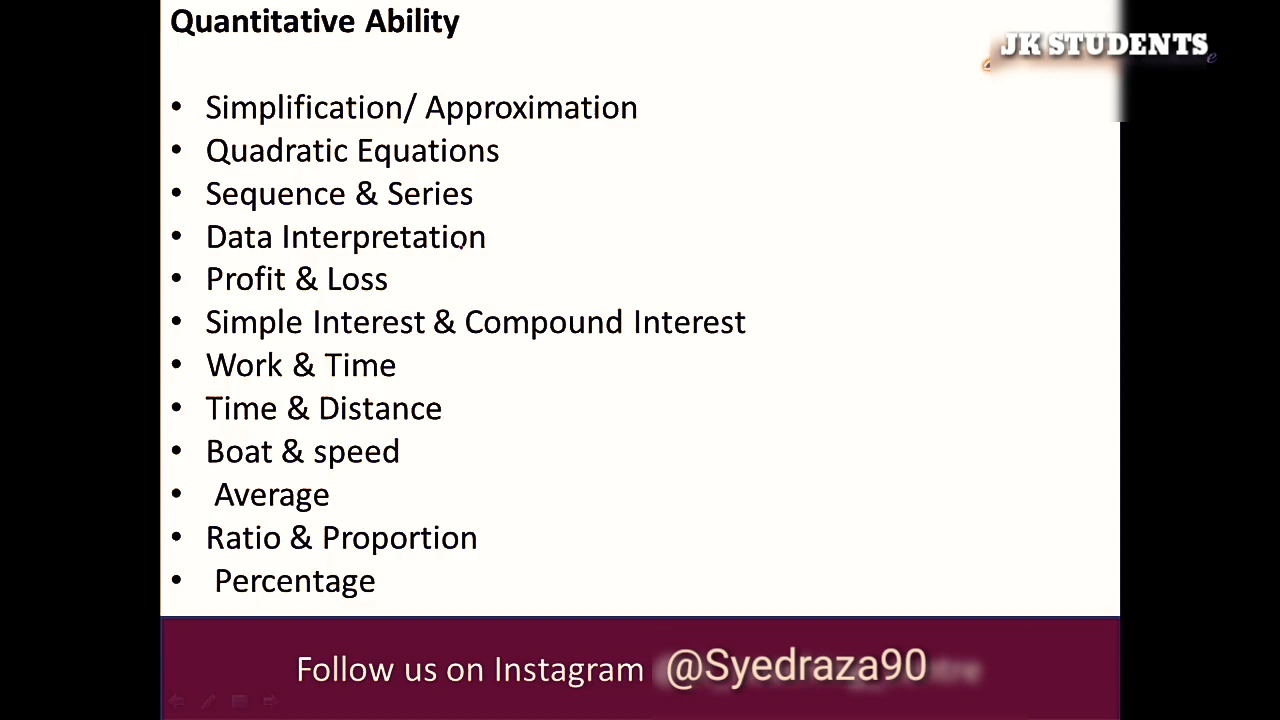 Quantitative Ability
JK STUDENTS
• Simplification/ Approximation
• Quadratic Equations
• Sequence & Series
• Data Interpretation
• Profit & Loss
• Simple Interest & Compound Interest
• Work & Time
• Time & Distance
• Boat & speed
• Average
• Ratio & Proportion
• Percentage
Follow us on Instagram @Syedraza90